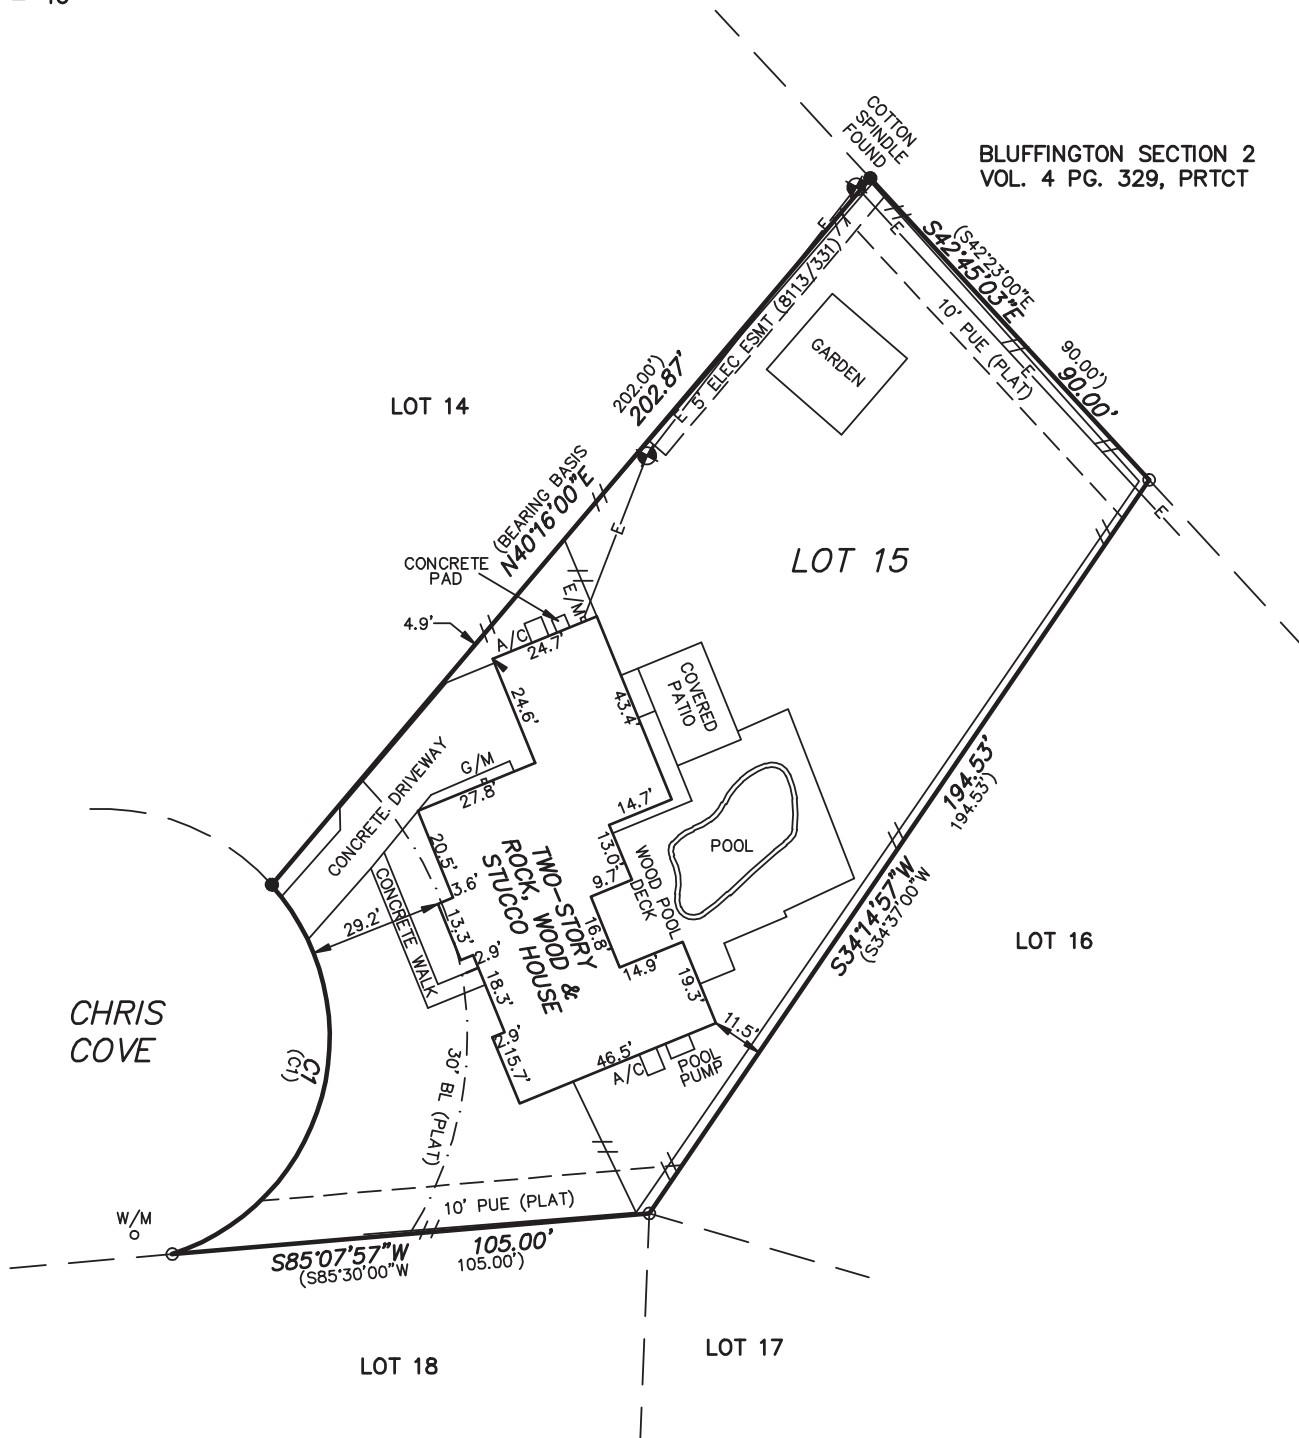 COTTON
SPINDLE
FOUND
BLUFFINGTON SECTION 2
VOL. 4 PG. 329, PRTCT
(S42°23'00"E
S42°45'03"E
90.00')
90.00'
10' PUE (PLAT)
E
E
E
E
5' ELEC ESMT (8113/331)
E
GARDEN
202.00')
202.87'
LOT 14
(BEARING BASIS
N40°16'00"E
E
LOT 15
CONCRETE
PAD
E/M
4.9'
A/C
24.7'
24.6'
43.4'
COVERED
PATIO
G/M
27.8'
CONCRETE DRIVEWAY
14.7'
13.0'
POOL
WOOD POOL
DECK
9.7'
16.8'
14.9'
19.3'
20.5'
3.6'
13.3'
2.9'
18.3'
2.9'
15.7'
46.5'
TWO-STORY
ROCK, WOOD &
STUCCO HOUSE
CONCRETE WALK
29.2'
194.53'
194.53')
S34°14'57"W
(S34°37'00"W
LOT 16
11.5'
A/C
POOL
PUMP
CHRIS
COVE
C1
(C1)
30' BL (PLAT)
10' PUE (PLAT)
W/M
S85°07'57"W
105.00'
(S85°30'00"W
105.00')
LOT 17
LOT 18